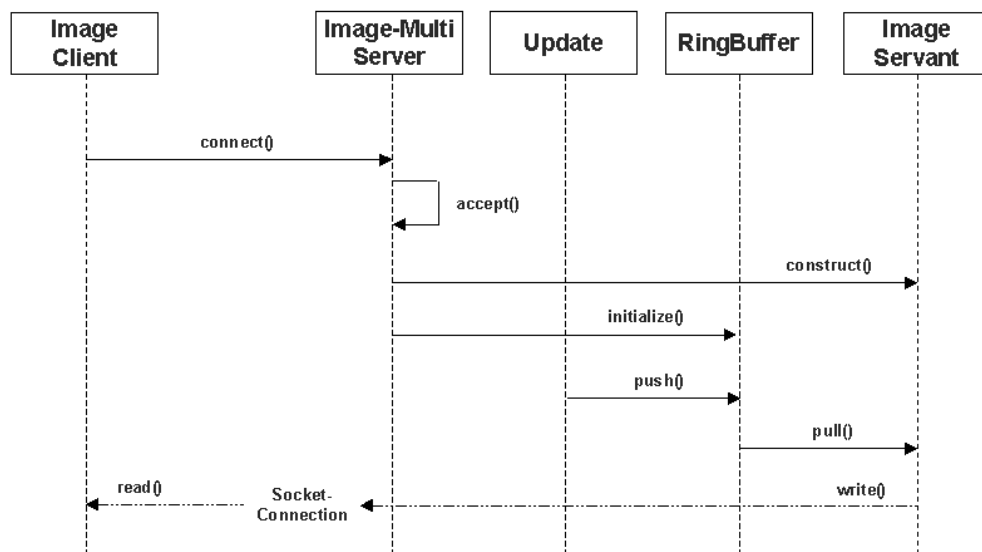 Image
Client
Image-Multi
Server
Update
RingBuffer
Image
Servant
connect()
accept()
construct()
initialize()
push()
pull()
read()
Socket-
Connection
write()